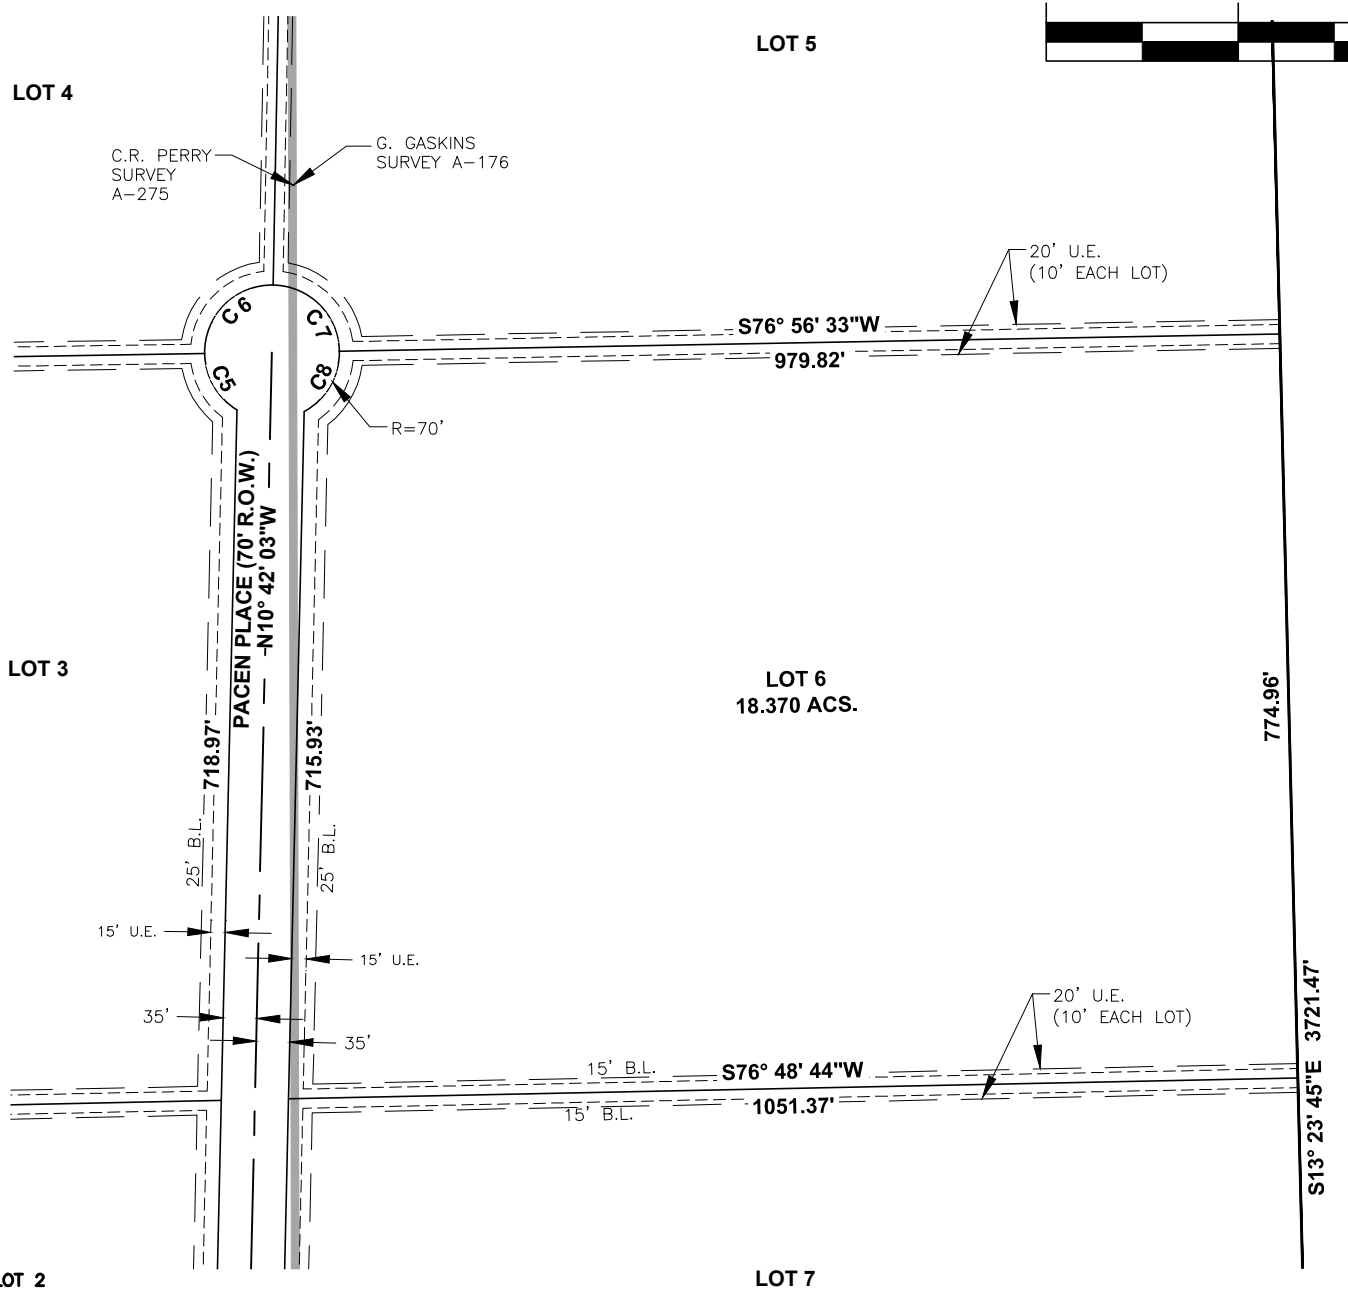 LOT 5
LOT 4
C.R. PERRY
SURVEY
A-275
G. GASKINS
SURVEY A-176
20' U.E.
(10' EACH LOT)
C 6
C 7
S76° 56' 33"W
979.82'
C5
C8
R=70'
PACEN PLACE (70' R.O.W.)
N10° 42' 03"W
LOT 3
LOT 6
18.370 ACS.
774.96'
718.97'
715.93'
25' B.L.
25' B.L.
15' U.E.
15' U.E.
35'
35'
20' U.E.
(10' EACH LOT)
15' B.L.
S76° 48' 44"W
1051.37'
15' B.L.
S13° 23' 45"E 3721.47'
LOT 2
LOT 7